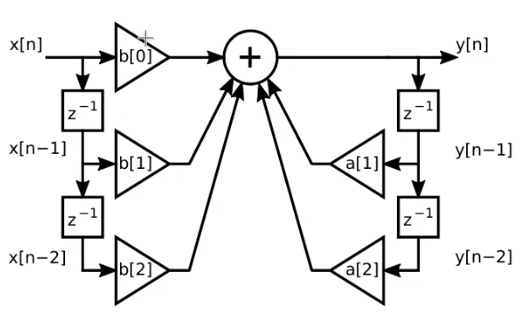 x[n] b[0] + y[n]
z⁻¹ z⁻¹
x[n−1] b[1] a[1] y[n−1]
z⁻¹ z⁻¹
x[n−2] b[2] a[2] y[n−2]